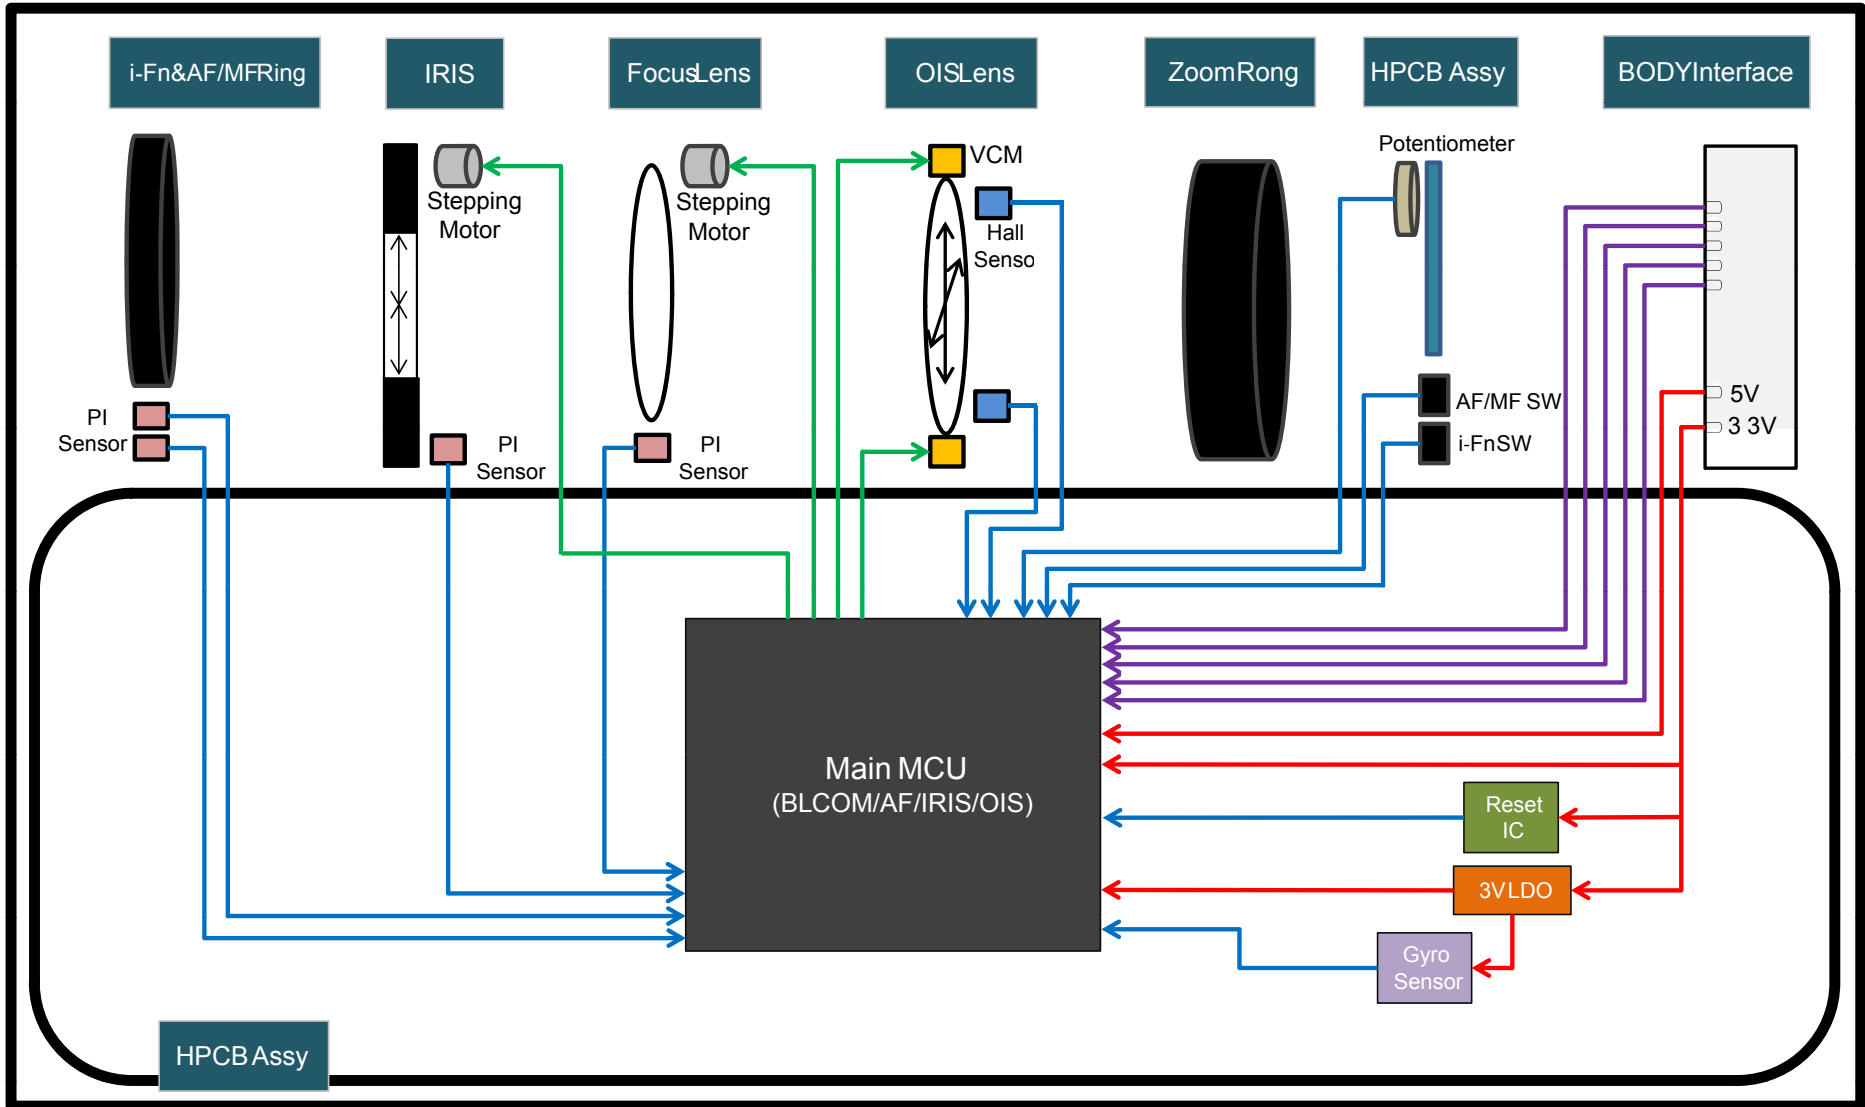 i-Fn&AF/MFRing
IRIS
FocusLens
OISLens
ZoomRong
HPCB Assy
BODYInterface
Potentiometer
VCM
Stepping
Motor
Stepping
Motor
Hall
Senso
5V
AF/MF SW
3 3V
i-FnSW
PI
Sensor
PI
Sensor
PI
Sensor
Main MCU
(BLCOM/AF/IRIS/OIS)
Reset
IC
3VLDO
Gyro
Sensor
HPCB Assy